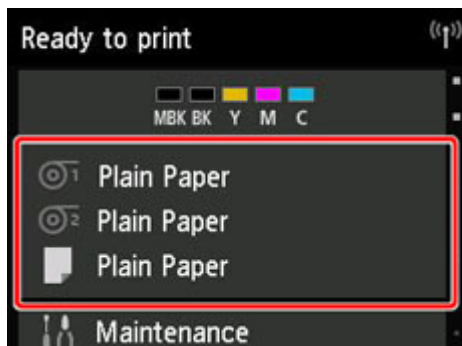 Ready to print
MBK BK Y M C
1 Plain Paper
2 Plain Paper
Plain Paper
Maintenance